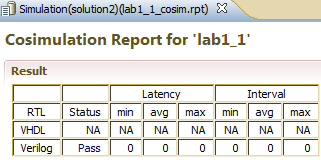 Simulation(solution2)(lab1_1_cosim.rpt)
Cosimulation Report for 'lab1_1'
Result
Latency Interval
RTL Status min avg max min avg max
VHDL NA NA NA NA NA NA NA
Verilog Pass 0 0 0 0 0 0